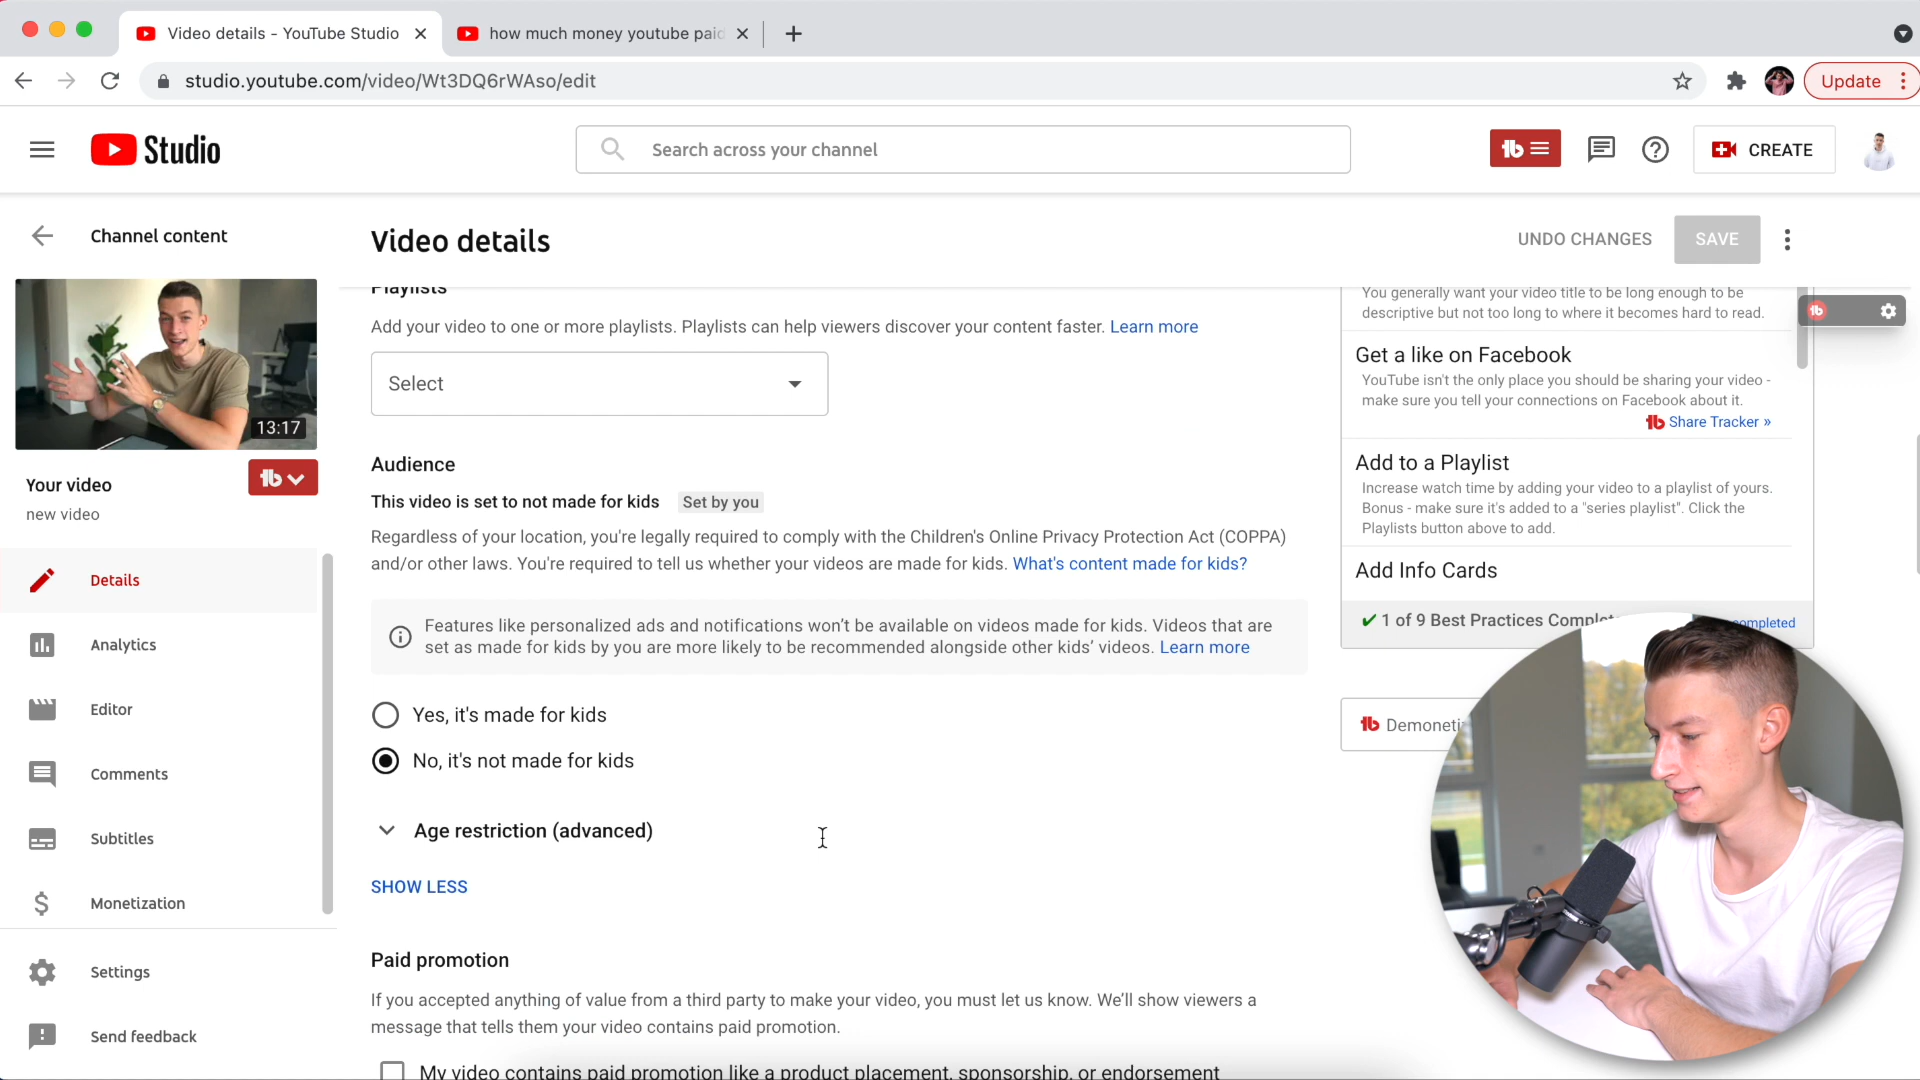 Video details - YouTube Studio
how much money youtube paid
studio.youtube.com/video/Wt3DQ6rWAso/edit
Update
Studio
Search across your channel
CREATE
Channel content
Video details
UNDO CHANGES
SAVE
Playlists
Add your video to one or more playlists. Playlists can help viewers discover your content faster. Learn more
Select
13:17
Your video
new video
Audience
This video is set to not made for kids
Set by you
Regardless of your location, you're legally required to comply with the Children's Online Privacy Protection Act (COPPA)
and/or other laws. You're required to tell us whether your videos are made for kids. What's content made for kids?
Features like personalized ads and notifications won't be available on videos made for kids. Videos that are
set as made for kids by you are more likely to be recommended alongside other kids' videos. Learn more
Yes, it's made for kids
No, it's not made for kids
Age restriction (advanced)
SHOW LESS
Paid promotion
If you accepted anything of value from a third party to make your video, you must let us know. We'll show viewers a
message that tells them your video contains paid promotion.
My video contains paid promotion like a product placement, sponsorship, or endorsement
Details
Analytics
Editor
Comments
Subtitles
Monetization
Settings
Send feedback
You generally want your video title to be long enough to be
descriptive but not too long to where it becomes hard to read.
Get a like on Facebook
YouTube isn't the only place you should be sharing your video -
make sure you tell your connections on Facebook about it.
Share Tracker »
Add to a Playlist
Increase watch time by adding your video to a playlist of yours.
Bonus - make sure it's added to a "series playlist". Click the
Playlists button above to add.
Add Info Cards
1 of 9 Best Practices Complet
ompleted
Demoneti